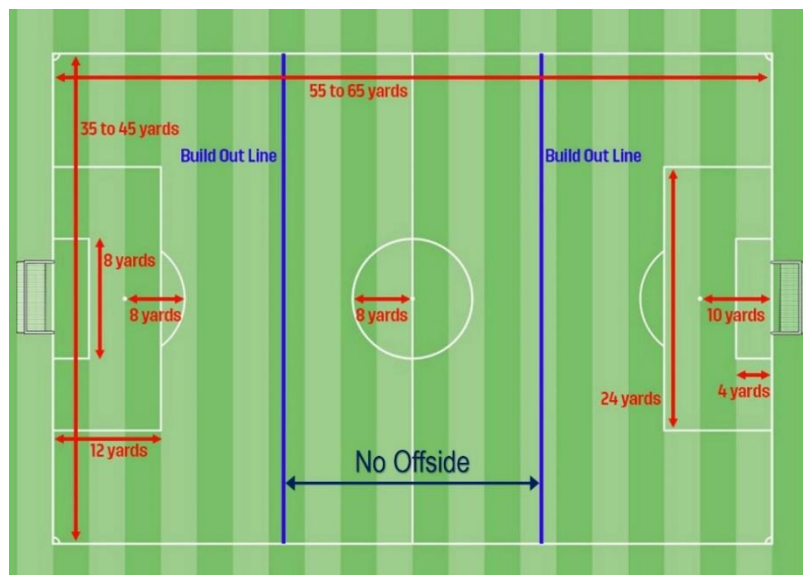 55 to 65 yards
35 to 45 yards
Build Out Line
Build Out Line
8 yards
8 yards
8 yards
10 yards
4 yards
24 yards
12 yards
No Offside